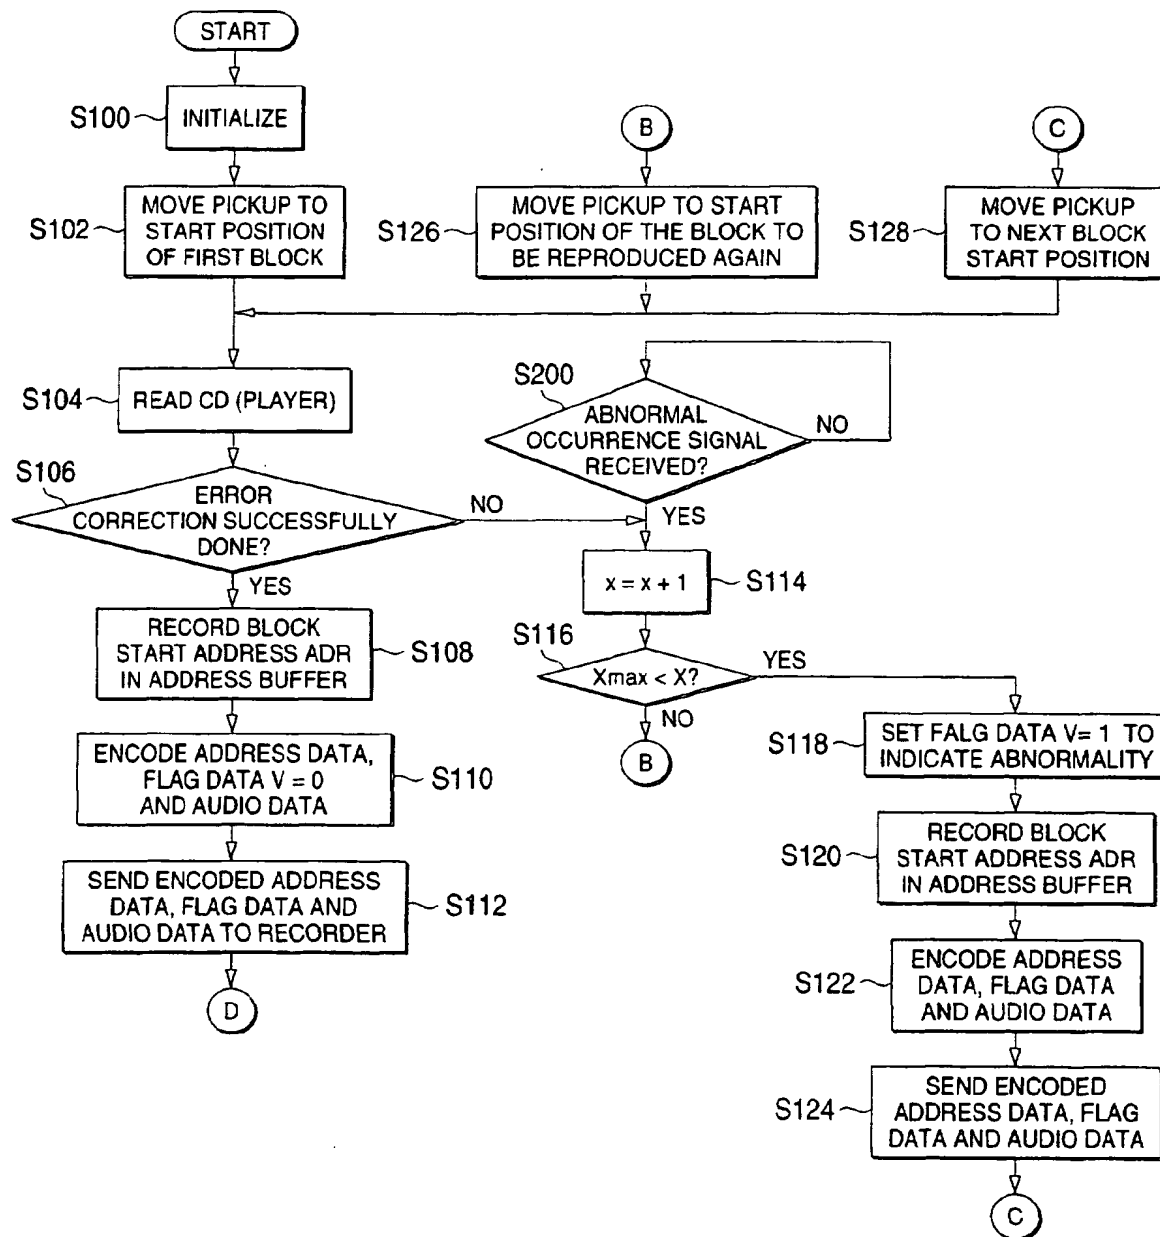 START
S100
INITIALIZE
S102
MOVE PICKUP TO
START POSITION
OF FIRST BLOCK
B
S126
MOVE PICKUP TO START
POSITION OF THE BLOCK TO
BE REPRODUCED AGAIN
C
S128
MOVE PICKUP
TO NEXT BLOCK
START POSITION
S104
READ CD (PLAYER)
S200
ABNORMAL
OCCURRENCE SIGNAL
RECEIVED?
NO
YES
S106
ERROR
CORRECTION SUCCESSFULLY
DONE?
NO
YES
S108
RECORD BLOCK
START ADDRESS ADR
IN ADDRESS BUFFER
S110
ENCODE ADDRESS DATA,
FLAG DATA V = 0
AND AUDIO DATA
S112
SEND ENCODED ADDRESS
DATA, FLAG DATA AND
AUDIO DATA TO RECORDER
D
S114
x = x + 1
S116
Xmax < X?
YES
NO
B
S118
SET FALG DATA V= 1 TO
INDICATE ABNORMALITY
S120
RECORD BLOCK
START ADDRESS ADR
IN ADDRESS BUFFER
S122
ENCODE ADDRESS
DATA, FLAG DATA
AND AUDIO DATA
S124
SEND ENCODED
ADDRESS DATA, FLAG
DATA AND AUDIO DATA
C